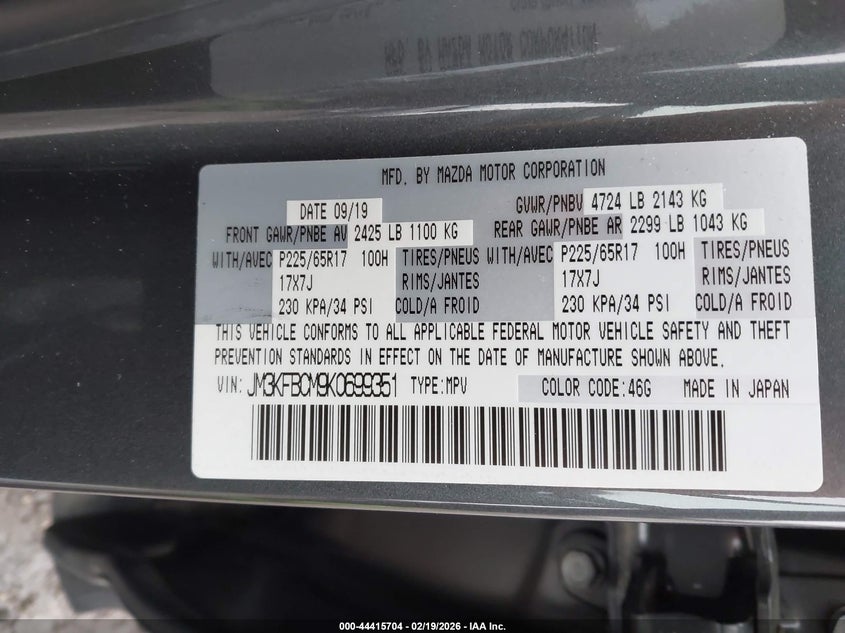 MFD. BY MAZDA MOTOR CORPORATION
DATE 09/19 GVWR/PNBV 4724 LB 2143 KG
FRONT GAWR/PNBE AV 2425 LB 1100 KG REAR GAWR/PNBE AR 2299 LB 1043 KG
WITH/AVEC P225/65R17 100H TIRES/PNEUS WITH/AVEC P225/65R17 100H TIRES/PNEUS
17X7J RIMS/JANTES 17X7J RIMS/JANTES
230 KPA/34 PSI COLD/A FROID 230 KPA/34 PSI COLD/A FROID
THIS VEHICLE CONFORMS TO ALL APPLICABLE FEDERAL MOTOR VEHICLE SAFETY AND THEFT
PREVENTION STANDARDS IN EFFECT ON THE DATE OF MANUFACTURE SHOWN ABOVE.
VIN: JM3KFBCM9K0699351 TYPE:MPV COLOR CODE:46G MADE IN JAPAN
000-44415704 - 02/19/2026 - IAA Inc.